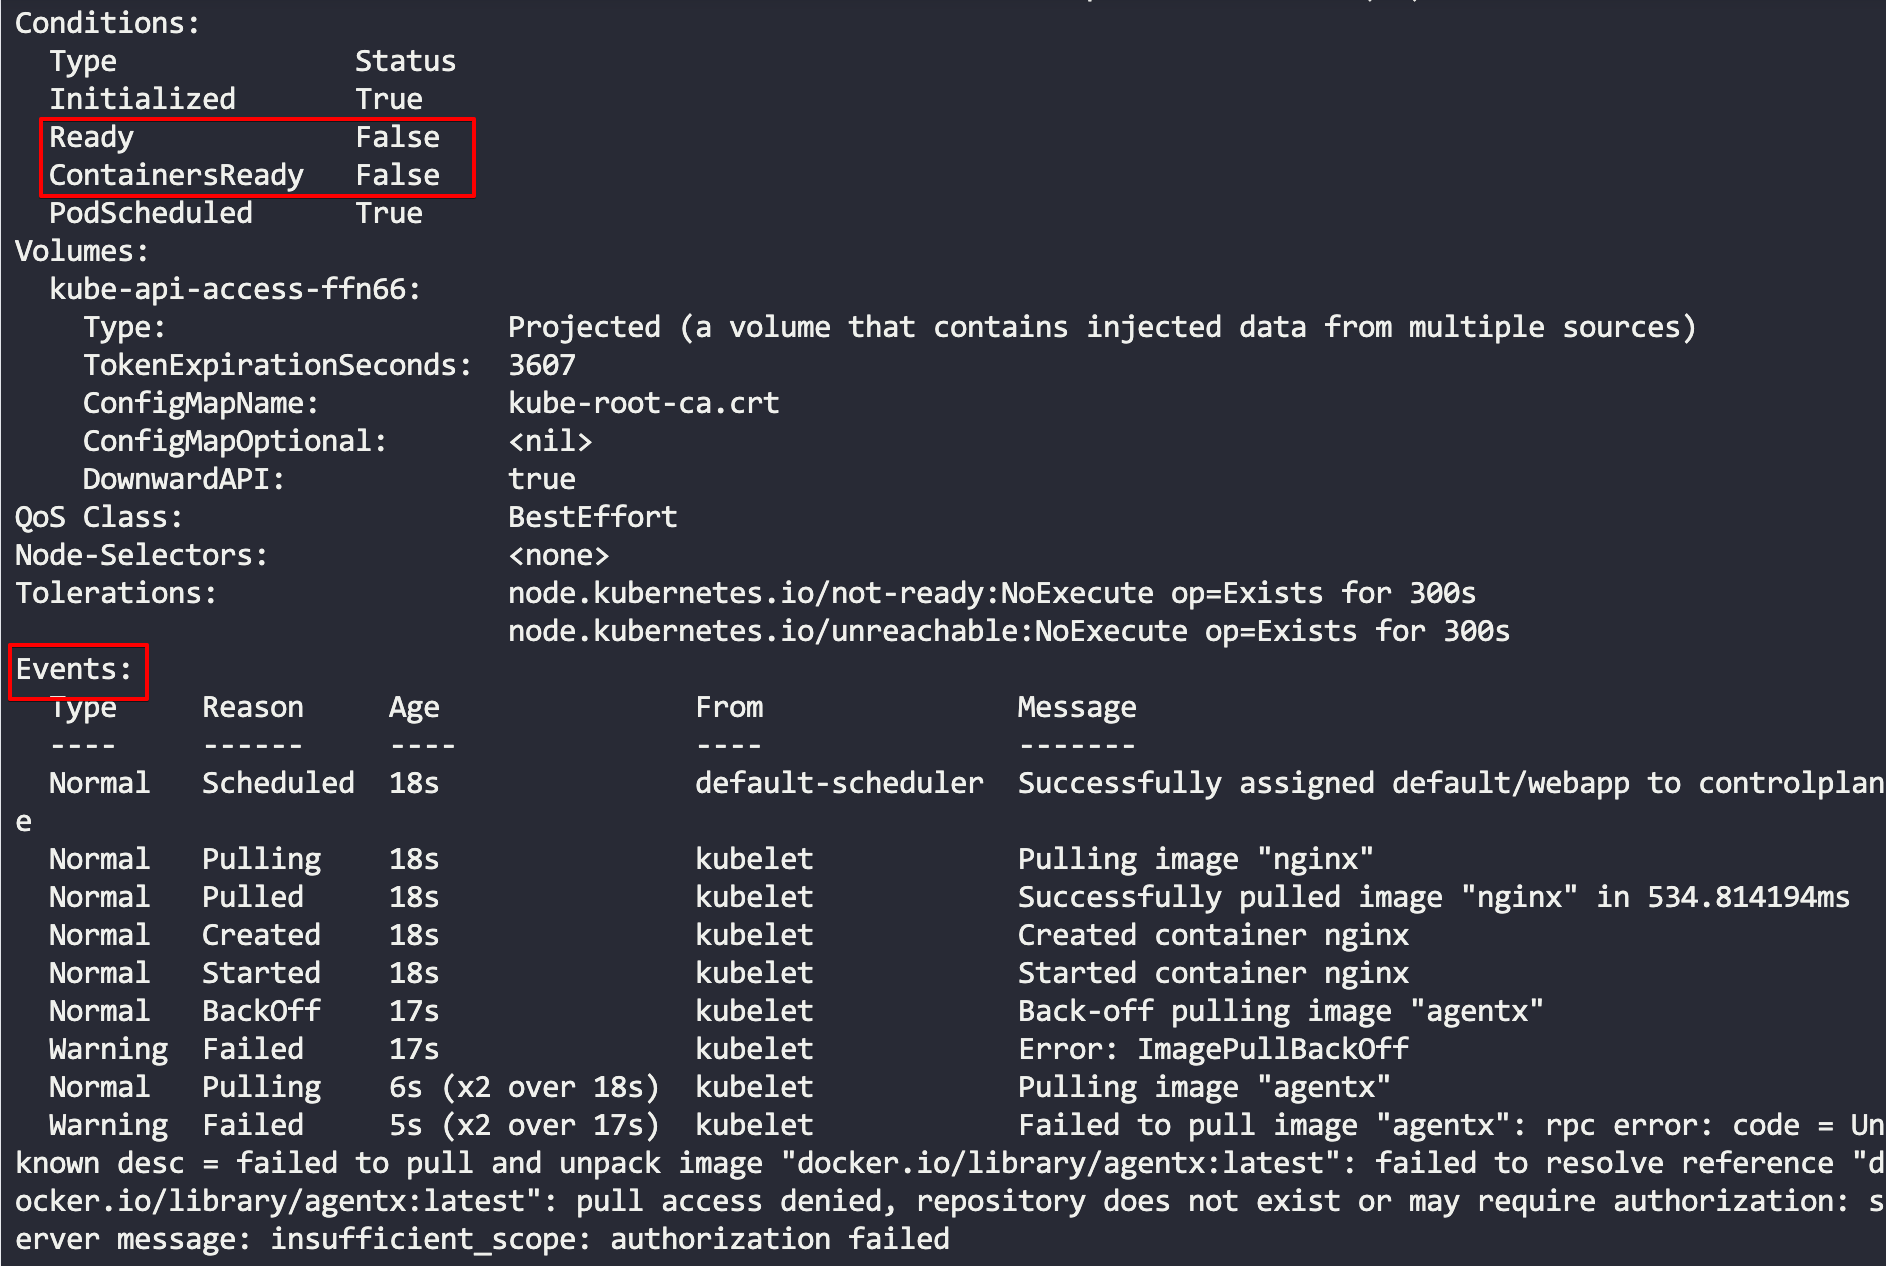 Conditions:
  Type              Status
  Initialized       True
  Ready             False
  ContainersReady   False
  PodScheduled      True
Volumes:
  kube-api-access-ffn66:
    Type:                    Projected (a volume that contains injected data from multiple sources)
    TokenExpirationSeconds:  3607
    ConfigMapName:           kube-root-ca.crt
    ConfigMapOptional:       <nil>
    DownwardAPI:             true
QoS Class:                   BestEffort
Node-Selectors:              <none>
Tolerations:                 node.kubernetes.io/not-ready:NoExecute op=Exists for 300s
                             node.kubernetes.io/unreachable:NoExecute op=Exists for 300s
Events:
  Type     Reason     Age               From               Message
  ----     ------     ----              ----               -------
  Normal   Scheduled  18s               default-scheduler  Successfully assigned default/webapp to controlplan
e
  Normal   Pulling    18s               kubelet            Pulling image "nginx"
  Normal   Pulled     18s               kubelet            Successfully pulled image "nginx" in 534.814194ms
  Normal   Created    18s               kubelet            Created container nginx
  Normal   Started    18s               kubelet            Started container nginx
  Normal   BackOff    17s               kubelet            Back-off pulling image "agentx"
  Warning  Failed     17s               kubelet            Error: ImagePullBackOff
  Normal   Pulling    6s (x2 over 18s)  kubelet            Pulling image "agentx"
  Warning  Failed     5s (x2 over 17s)  kubelet            Failed to pull image "agentx": rpc error: code = Un
known desc = failed to pull and unpack image "docker.io/library/agentx:latest": failed to resolve reference "d
ocker.io/library/agentx:latest": pull access denied, repository does not exist or may require authorization: s
erver message: insufficient_scope: authorization failed